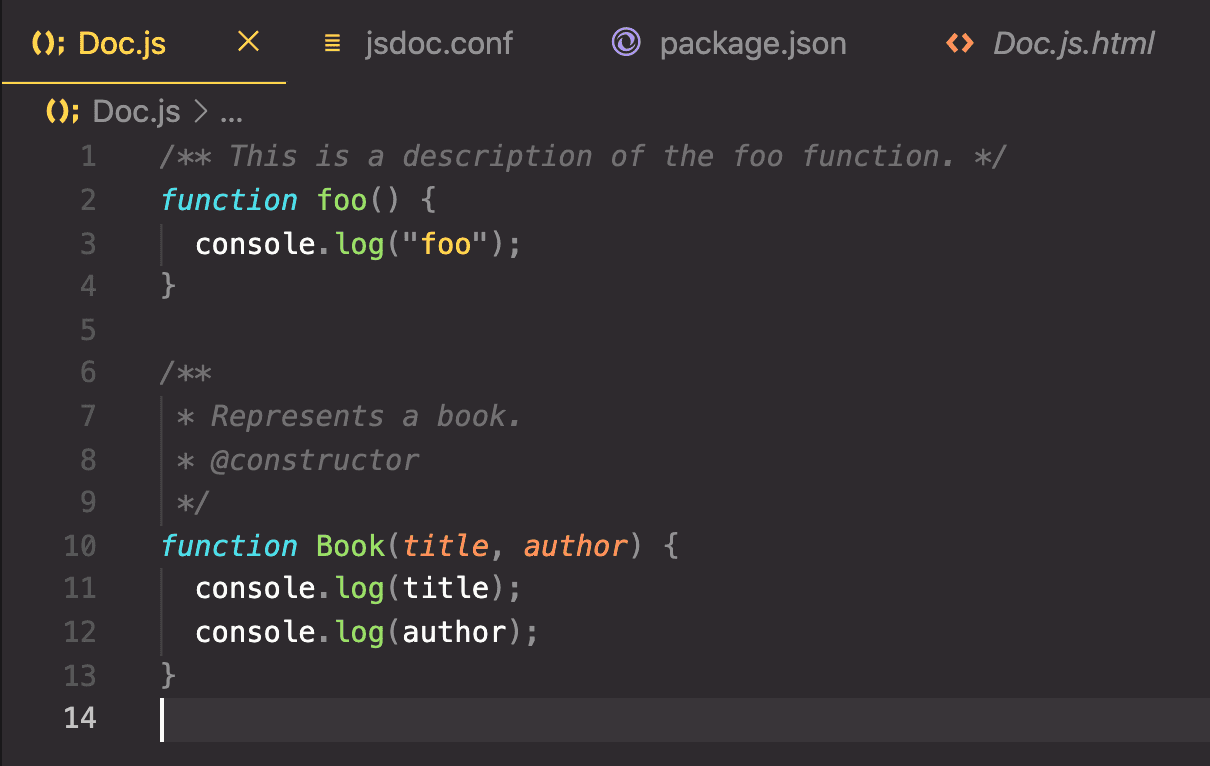 Doc.js jsdoc.conf package.json Doc.js.html
Doc.js > ...
1 /** This is a description of the foo function. */
2 function foo() {
3   console.log("foo");
4 }
5
6 /**
7  * Represents a book.
8  * @constructor
9  */
10 function Book(title, author) {
11   console.log(title);
12   console.log(author);
13 }
14